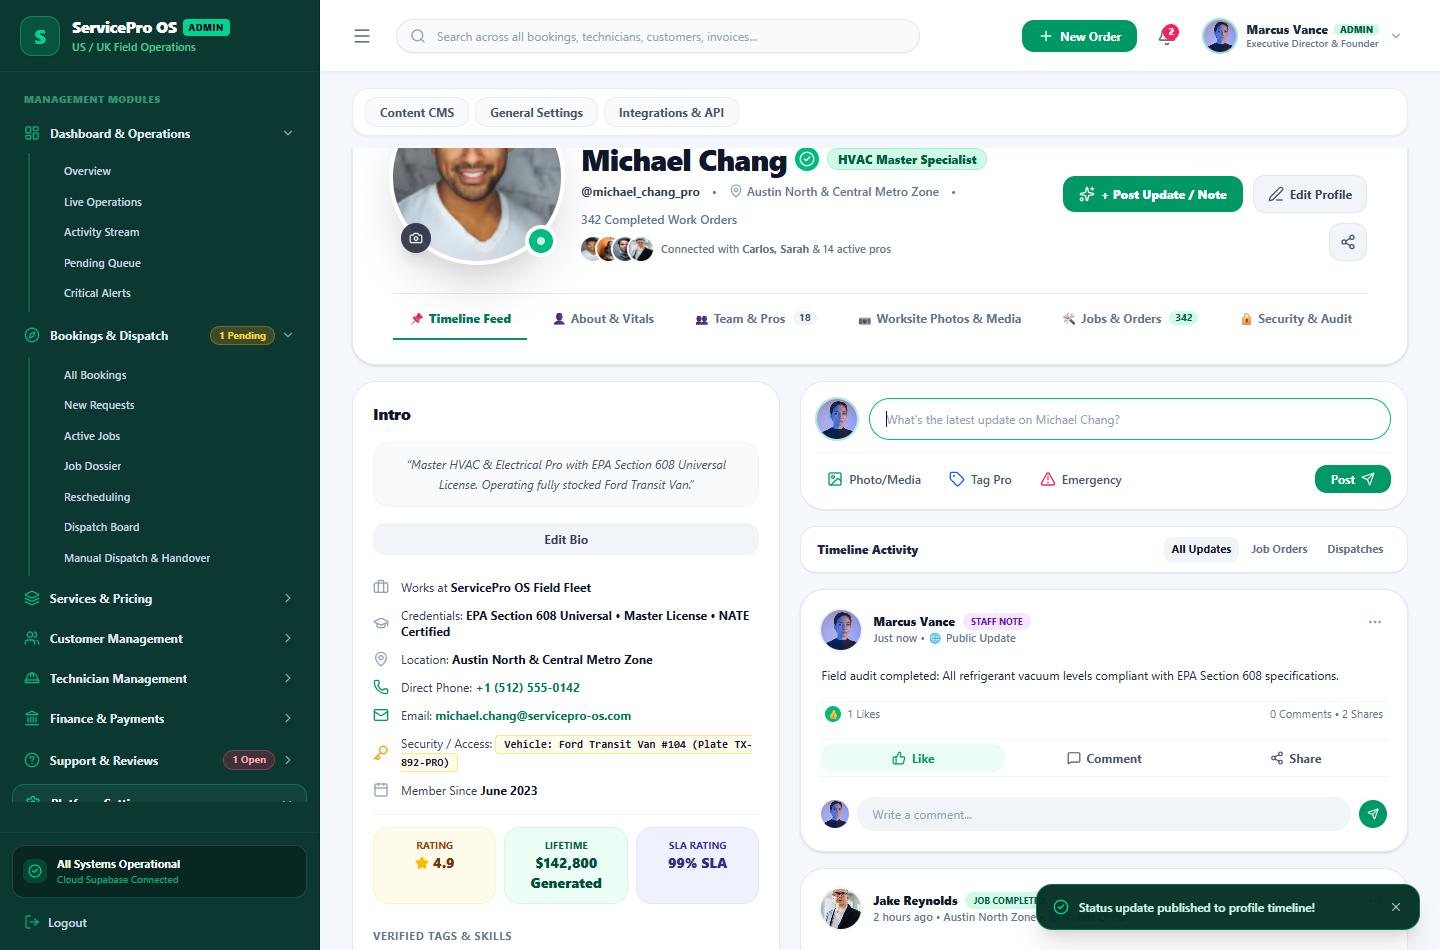 S
ServicePro OS ADMIN
US / UK Field Operations
MANAGEMENT MODULES
Dashboard & Operations
Overview
Live Operations
Activity Stream
Pending Queue
Critical Alerts
Bookings & Dispatch 1 Pending
All Bookings
New Requests
Active Jobs
Job Dossier
Rescheduling
Dispatch Board
Manual Dispatch & Handover
Services & Pricing
Customer Management
Technician Management
Finance & Payments
Support & Reviews 1 Open
All Systems Operational
Cloud Supabase Connected
Logout
Search across all bookings, technicians, customers, invoices...
New Order
2
Marcus Vance ADMIN
Executive Director & Founder
Content CMS General Settings Integrations & API
Michael Chang HVAC Master Specialist
@michael_chang_pro • Austin North & Central Metro Zone •
342 Completed Work Orders
Connected with Carlos, Sarah & 14 active pros
+ Post Update / Note Edit Profile
Timeline Feed About & Vitals Team & Pros 18 Worksite Photos & Media Jobs & Orders 342 Security & Audit
Intro
“Master HVAC & Electrical Pro with EPA Section 608 Universal
License. Operating fully stocked Ford Transit Van.”
Edit Bio
Works at ServicePro OS Field Fleet
Credentials: EPA Section 608 Universal • Master License • NATE
Certified
Location: Austin North & Central Metro Zone
Direct Phone: +1 (512) 555-0142
Email: michael.chang@servicepro-os.com
Security / Access: Vehicle: Ford Transit Van #104 (Plate TX-
892-PRO)
Member Since June 2023
RATING
4.9
LIFETIME
$142,800
Generated
SLA RATING
99% SLA
VERIFIED TAGS & SKILLS
What's the latest update on Michael Chang?
Photo/Media Tag Pro Emergency Post
Timeline Activity All Updates Job Orders Dispatches
Marcus Vance STAFF NOTE
Just now • Public Update
Field audit completed: All refrigerant vacuum levels compliant with EPA Section 608 specifications.
1 Likes 0 Comments • 2 Shares
Like Comment Share
Write a comment...
Jake Reynolds JOB COMPLETED
2 hours ago • Austin North Zone
Status update published to profile timeline!